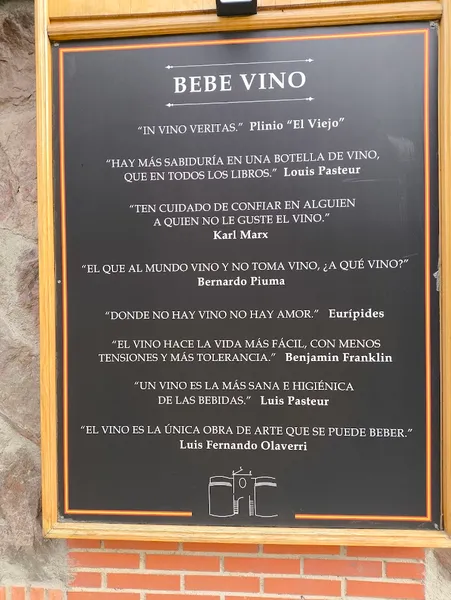 BEBE VINO
“IN VINO VERITAS.” Plinio “El Viejo”
“HAY MÁS SABIDURÍA EN UNA BOTELLA DE VINO,
QUE EN TODOS LOS LIBROS.” Louis Pasteur
“TEN CUIDADO DE CONFIAR EN ALGUIEN
A QUIEN NO LE GUSTE EL VINO.”
Karl Marx
“EL QUE AL MUNDO VINO Y NO TOMA VINO, ¿A QUÉ VINO?”
Bernardo Piuma
“DONDE NO HAY VINO NO HAY AMOR.” Eurípides
“EL VINO HACE LA VIDA MÁS FÁCIL, CON MENOS
TENSIONES Y MÁS TOLERANCIA.” Benjamin Franklin
“UN VINO ES LA MÁS SANA E HIGIÉNICA
DE LAS BEBIDAS.” Luis Pasteur
“EL VINO ES LA ÚNICA OBRA DE ARTE QUE SE PUEDE BEBER.”
Luis Fernando Olaverri